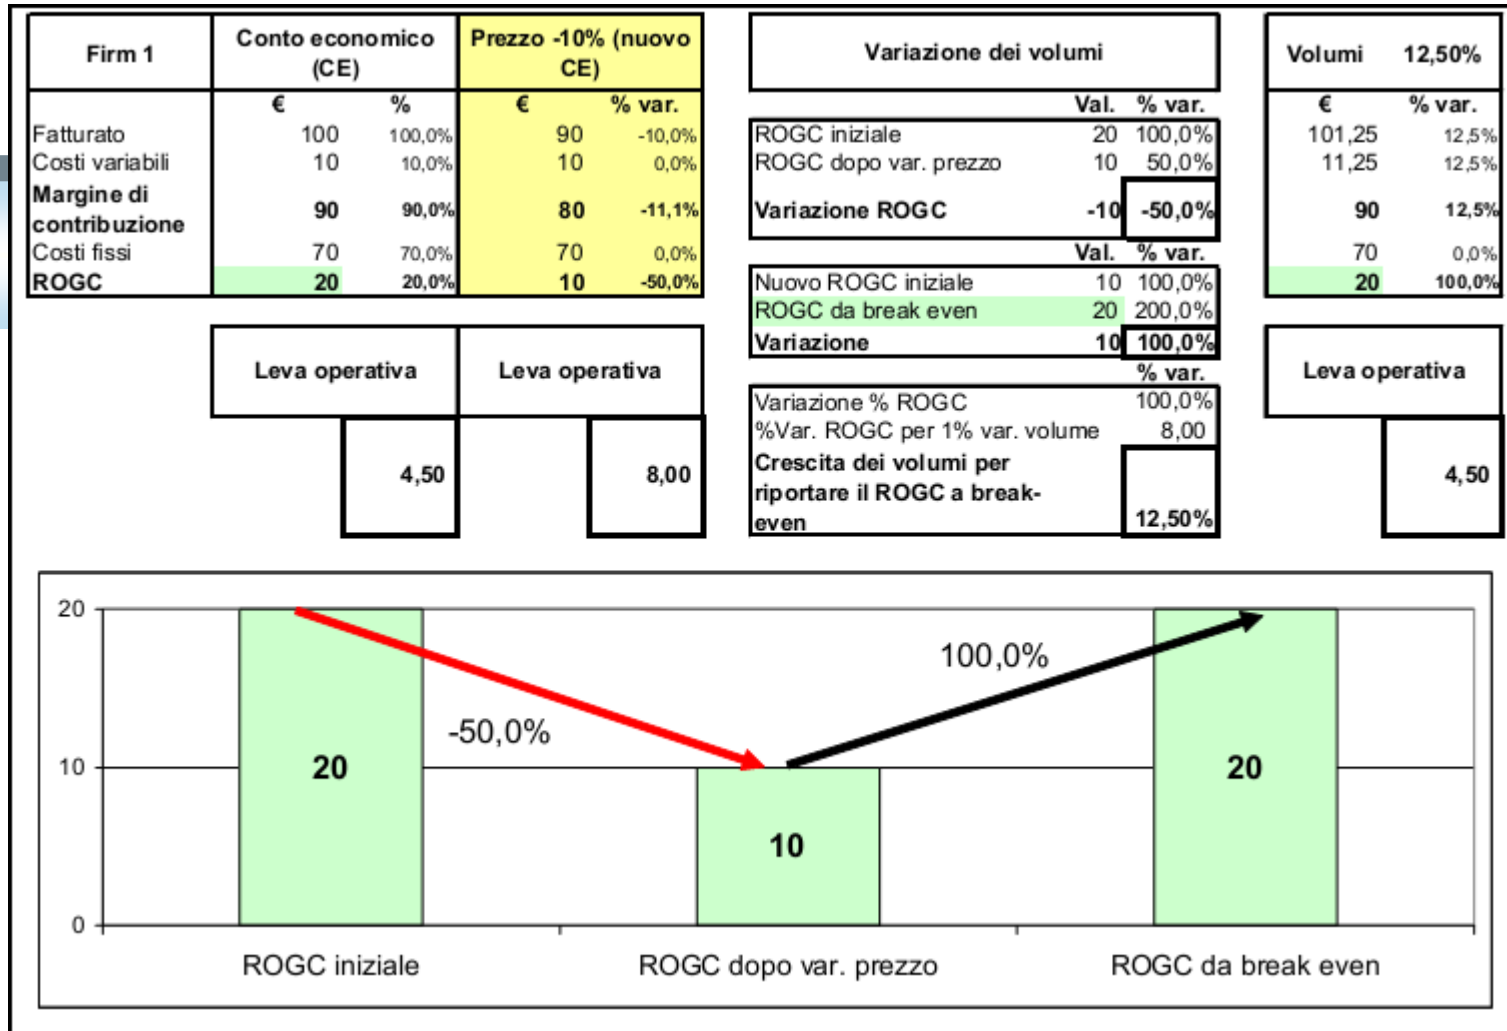 Firm 1
Conto economico
(CE)
Prezzo -10% (nuovo
CE)
€ % € % var.
Fatturato 100 100,0% 90 -10,0%
Costi variabili 10 10,0% 10 0,0%
Margine di
contribuzione 90 90,0% 80 -11,1%
Costi fissi 70 70,0% 70 0,0%
ROGC 20 20,0% 10 -50,0%
Leva operativa
Leva operativa
4,50
8,00
Variazione dei volumi
Val. % var.
ROGC iniziale 20 100,0%
ROGC dopo var. prezzo 10 50,0%
Variazione ROGC -10 -50,0%
Val. % var.
Nuovo ROGC iniziale 10 100,0%
ROGC da break even 20 200,0%
Variazione 10 100,0%
% var.
Variazione % ROGC 100,0%
%Var. ROGC per 1% var. volume 8,00
Crescita dei volumi per
riportare il ROGC a break-
even 12,50%
Volumi 12,50%
€ % var.
101,25 12,5%
11,25 12,5%
90 12,5%
70 0,0%
20 100,0%
Leva operativa
4,50
20
10
0
-50,0%
100,0%
20
10
20
ROGC iniziale
ROGC dopo var. prezzo
ROGC da break even